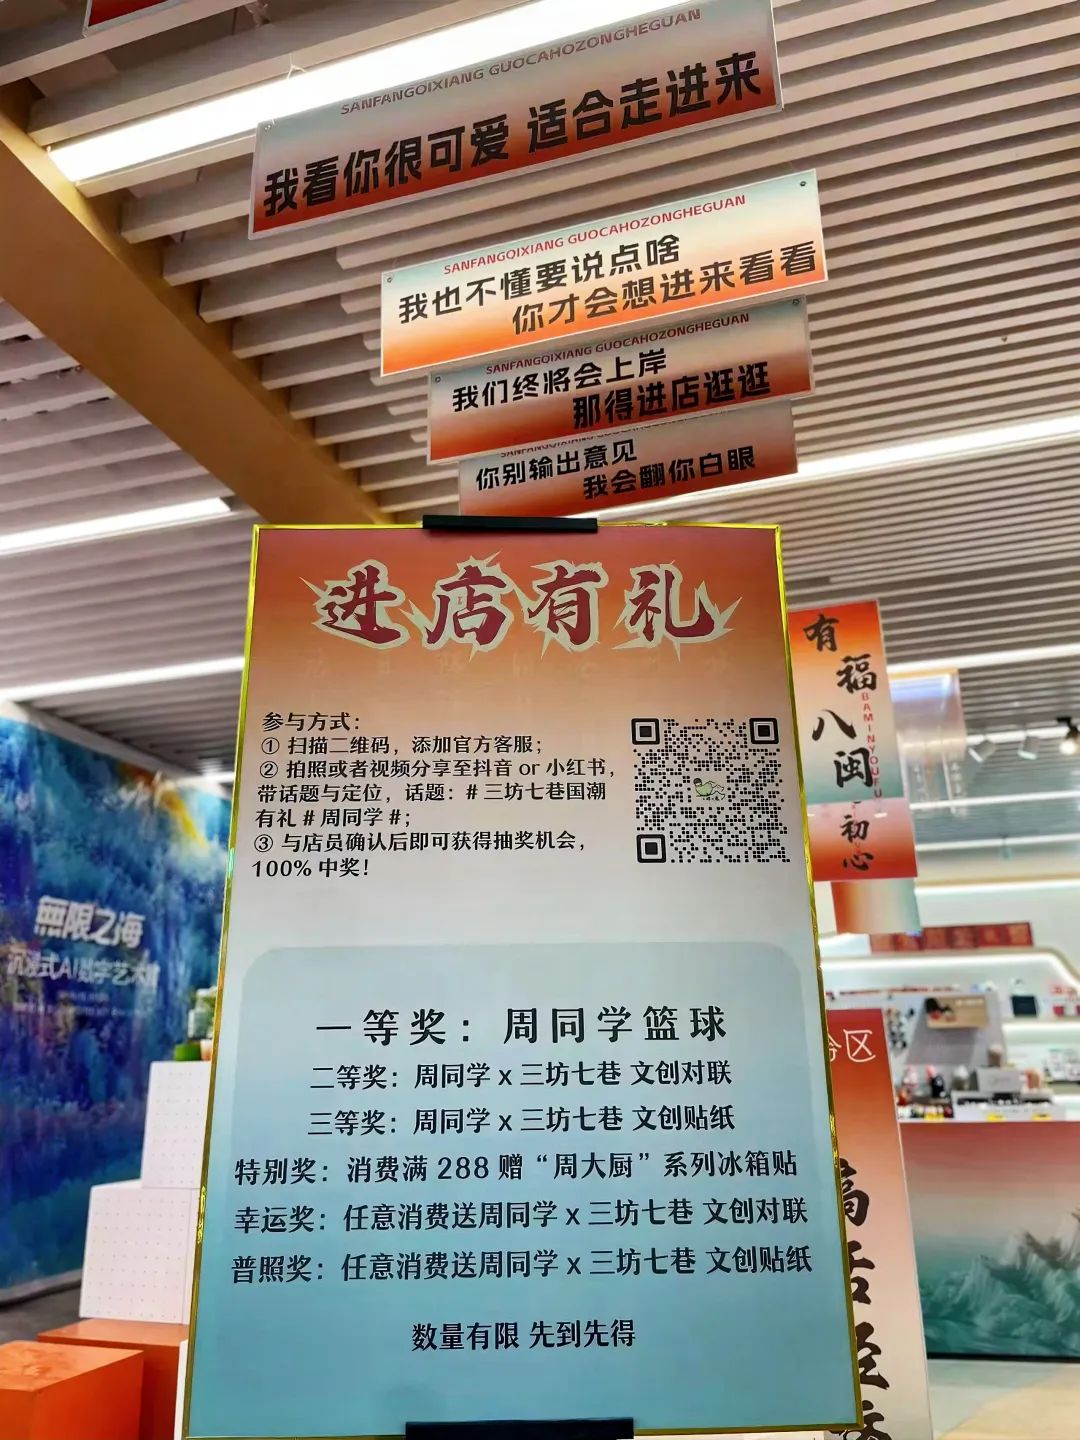 SANFANGQIXIANG GUOCAHOZONGHEGUAN
我看你很可爱 适合走进来
SANFANGQIXIANG GUOCAHOZONGHEGUAN
我也不懂要说点啥
你才会想进来看看
SANFANGQIXIANG GUOCAHOZONGHEGUAN
我们终将会上岸
那得进店逛逛
你别输出意见
我会翻你白眼
进店有礼
参与方式：
① 扫描二维码，添加官方客服；
② 拍照或者视频分享至抖音 or 小红书，
带话题与定位，话题：# 三坊七巷国潮
有礼 # 周同学 #；
③ 与店员确认后即可获得抽奖机会，
100% 中奖！
一等奖：周同学篮球
二等奖：周同学 x 三坊七巷 文创对联
三等奖：周同学 x 三坊七巷 文创贴纸
特别奖：消费满 288 赠“周大厨”系列冰箱贴
幸运奖：任意消费送周同学 x 三坊七巷 文创对联
普照奖：任意消费送周同学 x 三坊七巷 文创贴纸
数量有限 先到先得
有福八闽
BAMINYOUFU
初心
無限之海
沉浸式AI数字艺术馆
区